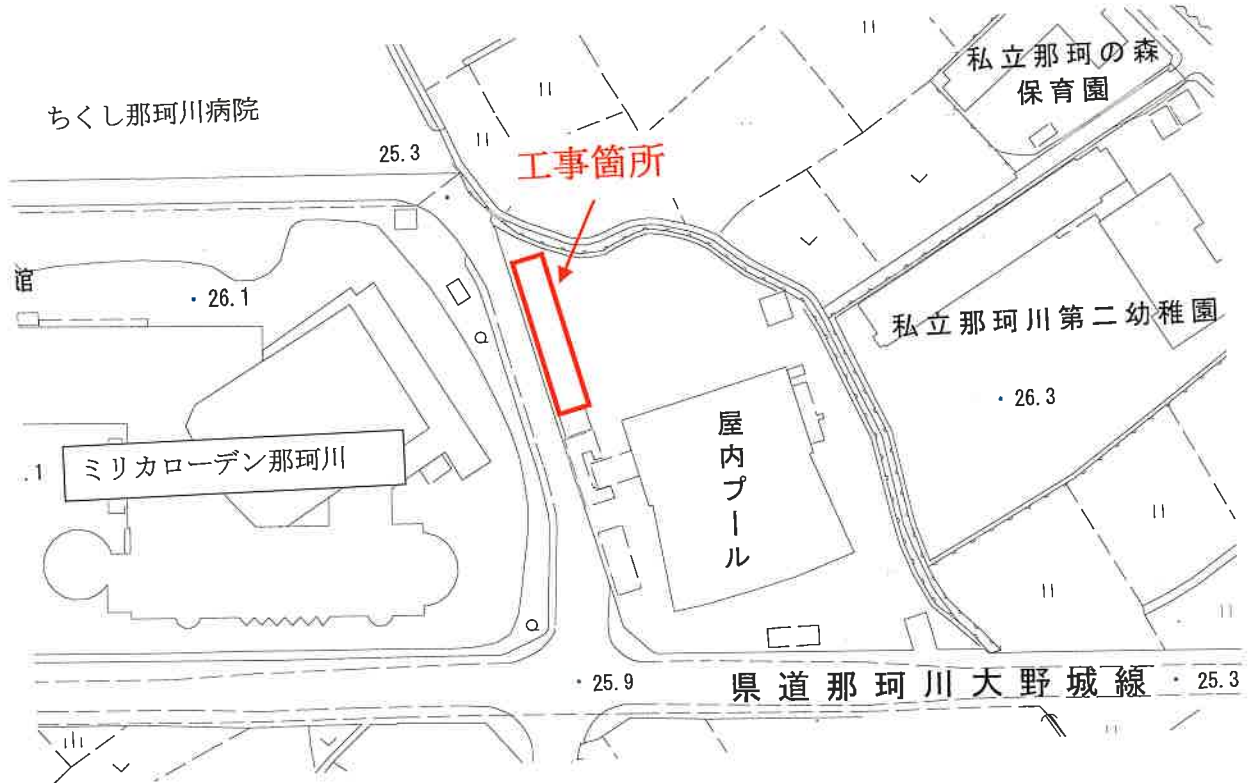 私立那珂の森
保育園
ちくし那珂川病院
25.3
工事箇所
館
26.1
私立那珂川第二幼稚園
26.3
屋内プール
.1
ミリカローデン那珂川
25.9
県道那珂川大野城線
25.3